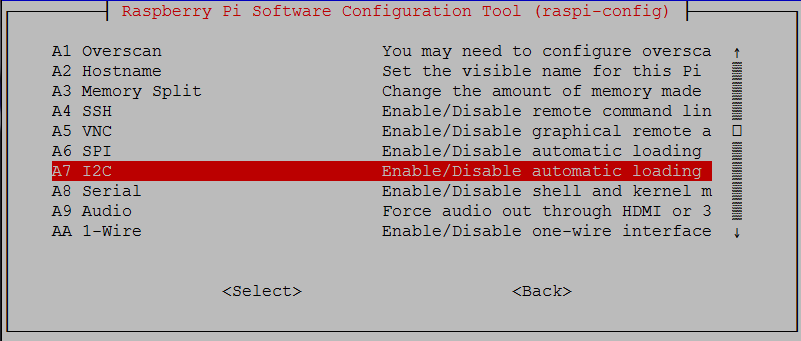 Raspberry Pi Software Configuration Tool (raspi-config)
A1 Overscan You may need to configure oversca
A2 Hostname Set the visible name for this Pi
A3 Memory Split Change the amount of memory made
A4 SSH Enable/Disable remote command lin
A5 VNC Enable/Disable graphical remote a
A6 SPI Enable/Disable automatic loading
A7 I2C Enable/Disable automatic loading
A8 Serial Enable/Disable shell and kernel m
A9 Audio Force audio out through HDMI or 3
AA 1-Wire Enable/Disable one-wire interface
<Select> <Back>